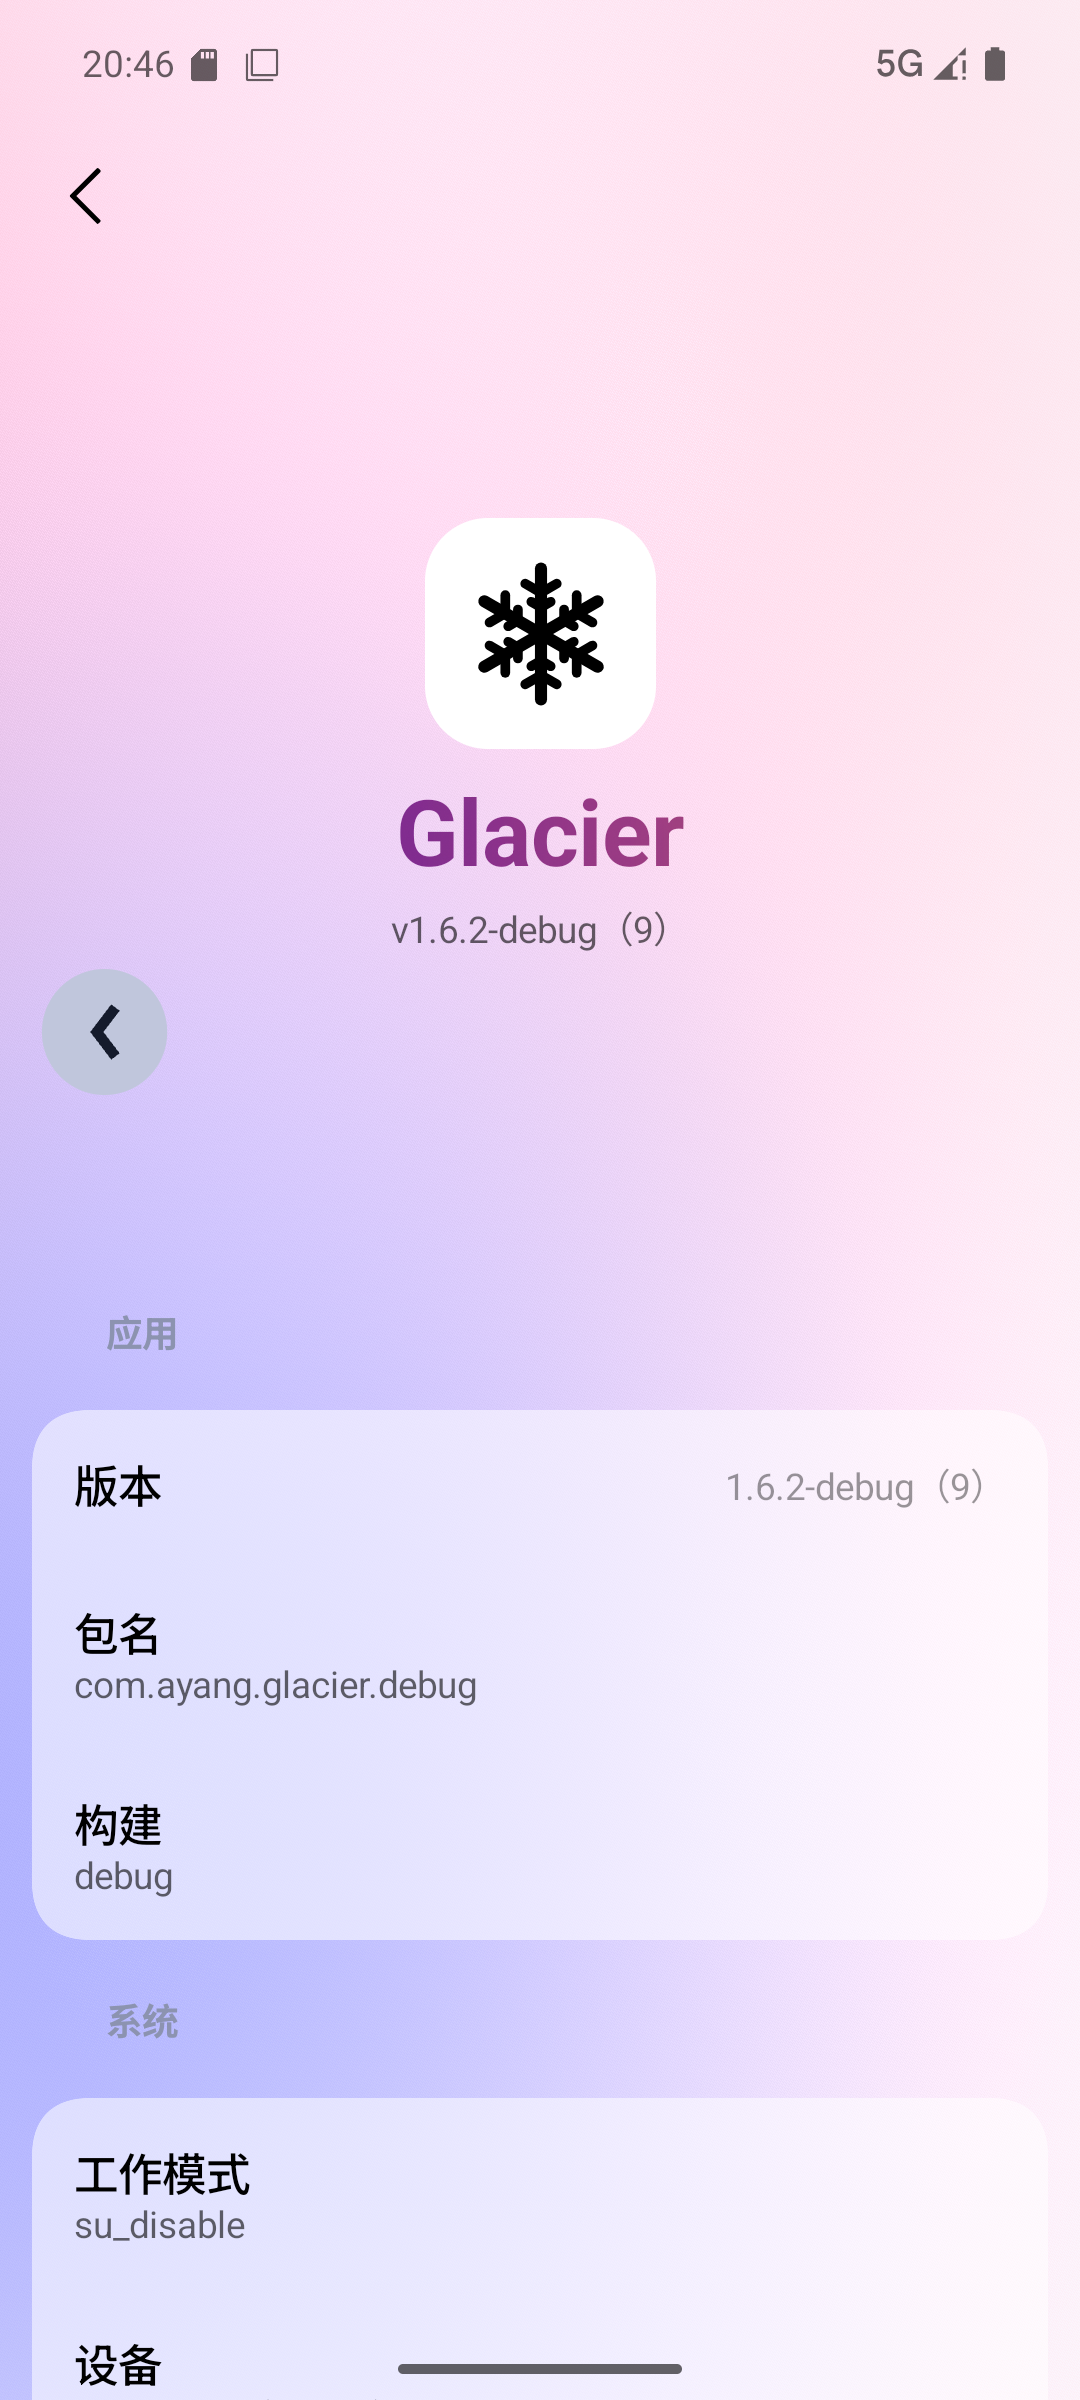 20:46
5G
Glacier
v1.6.2-debug（9）
应用
版本
1.6.2-debug（9）
包名
com.ayang.glacier.debug
构建
debug
系统
工作模式
su_disable
设备